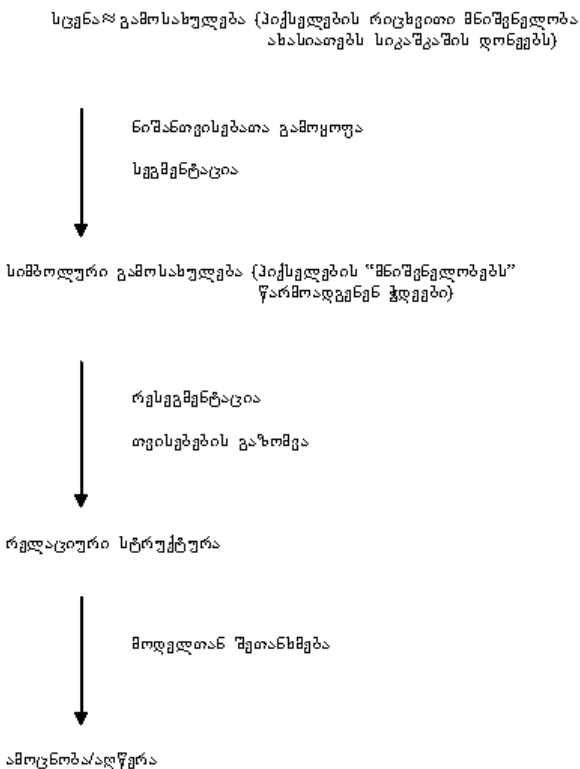 სცენა≈გამოსახულება {პიქსელების რიცხვითი მნიშვნელობა
ახასიათებს სიკაშკაშის დონეებს}
ნიშანთვისებათა გამოყოფა
სეგმენტაცია
სიმბოლური გამოსახულება {პიქსელების “მნიშვნელობებს”
წარმოადგენენ ჭდეები}
რესეგმენტაცია
თვისებების გაზომვა
რელაციური სტრუქტურა
მოდელთან შეთანხმება
ამოცნობა/აღწერა